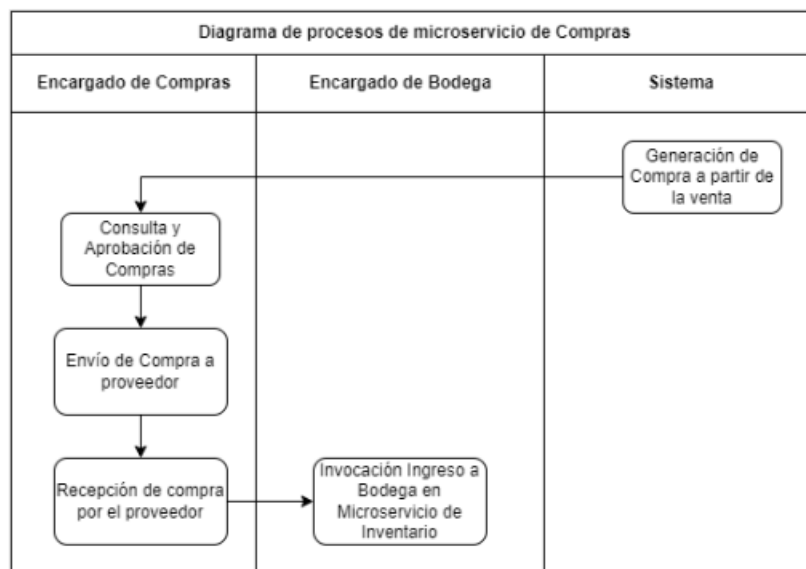 Diagrama de procesos de microservicio de Compras
Encargado de Compras
Encargado de Bodega
Sistema
Generación de
Compra a partir de
la venta
Consulta y
Aprobación de
Compras
Envío de Compra a
proveedor
Recepción de compra
por el proveedor
Invocación Ingreso a
Bodega en
Microservicio de
Inventario